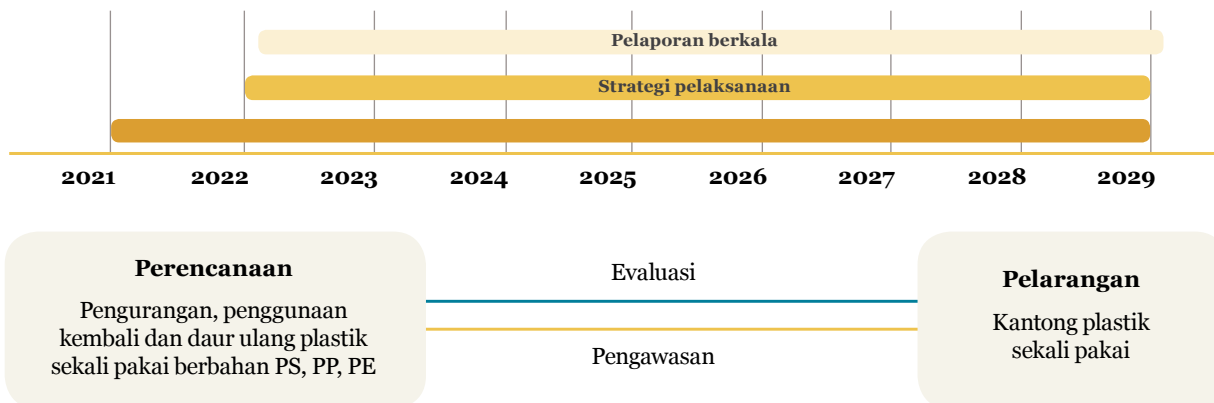 Pelaporan berkala
Strategi pelaksanaan
2021 2022 2023 2024 2025 2026 2027 2028 2029
Perencanaan
Pengurangan, penggunaan
kembali dan daur ulang plastik
sekali pakai berbahan PS, PP, PE
Evaluasi
Pengawasan
Pelarangan
Kantong plastik
sekali pakai